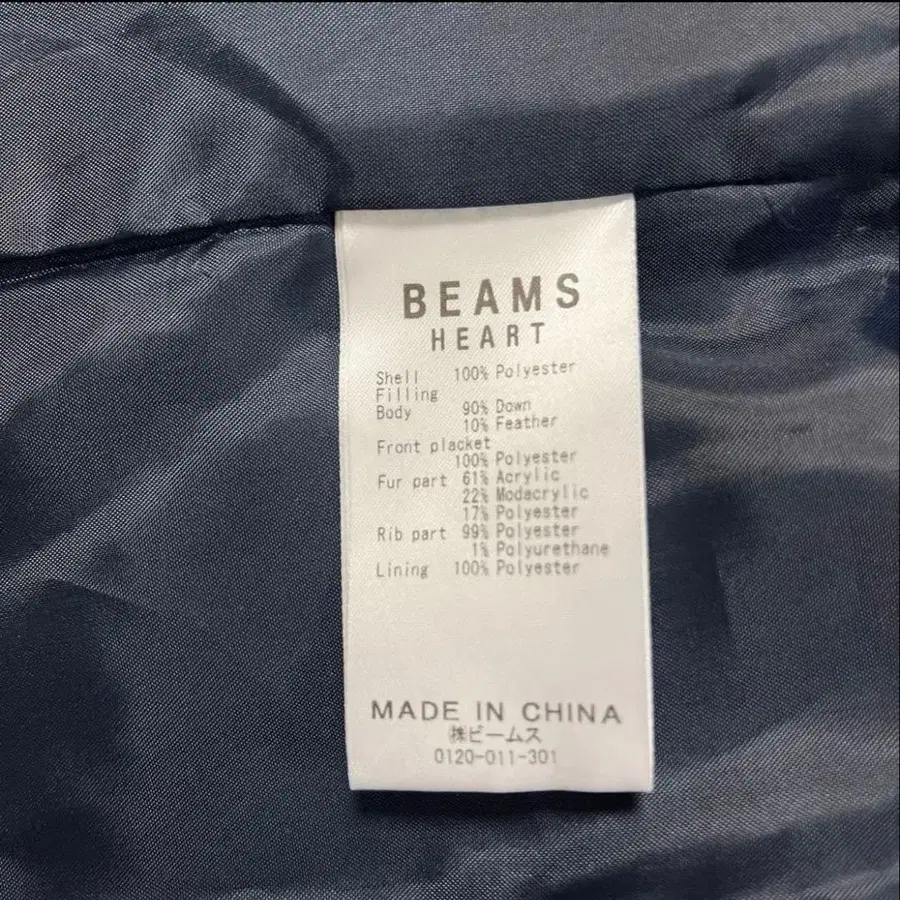 BEAMS
HEART
Shell 100% Polyester
Filling
Body 90% Down
10% Feather
Front placket
100% Polyester
Fur part 61% Acrylic
22% Modacrylic
17% Polyester
Rib part 99% Polyester
1% Polyurethane
Lining 100% Polyester
MADE IN CHINA
㈱ビームス
0120-011-301